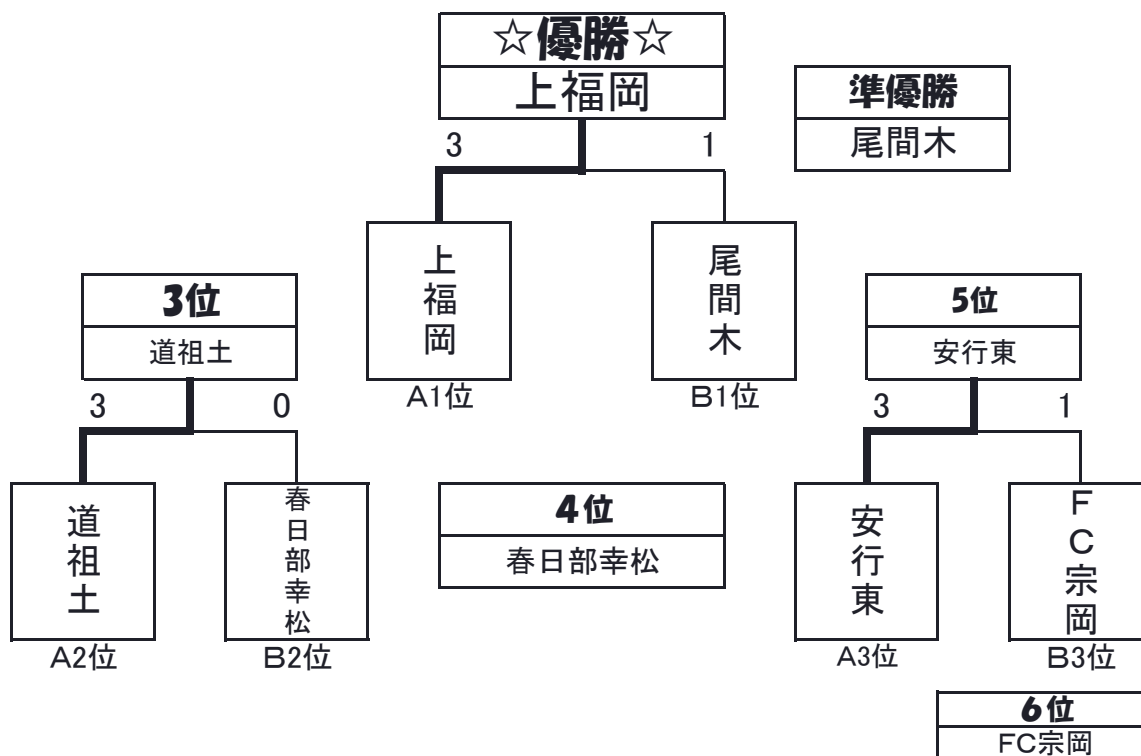 ☆優勝☆
上福岡
準優勝
尾間木
3 1
上福岡
尾間木
A1位
B1位
3位
道祖土
5位
安行東
3 0
3 1
道祖土
春日部幸松
A2位
B2位
4位
春日部幸松
安行東
FC宗岡
A3位
B3位
6位
FC宗岡